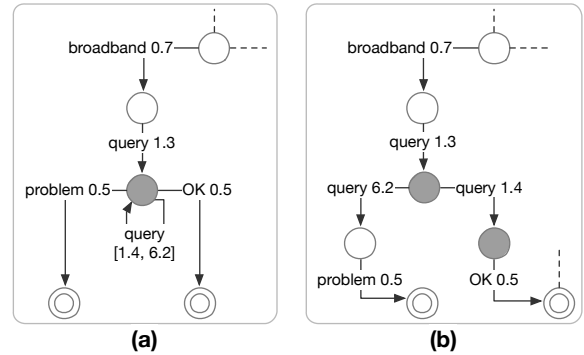 broadband 0.7
query 1.3
problem 0.5
OK 0.5
query
[1.4, 6.2]
(a)
broadband 0.7
query 1.3
query 6.2
query 1.4
problem 0.5
OK 0.5
(b)